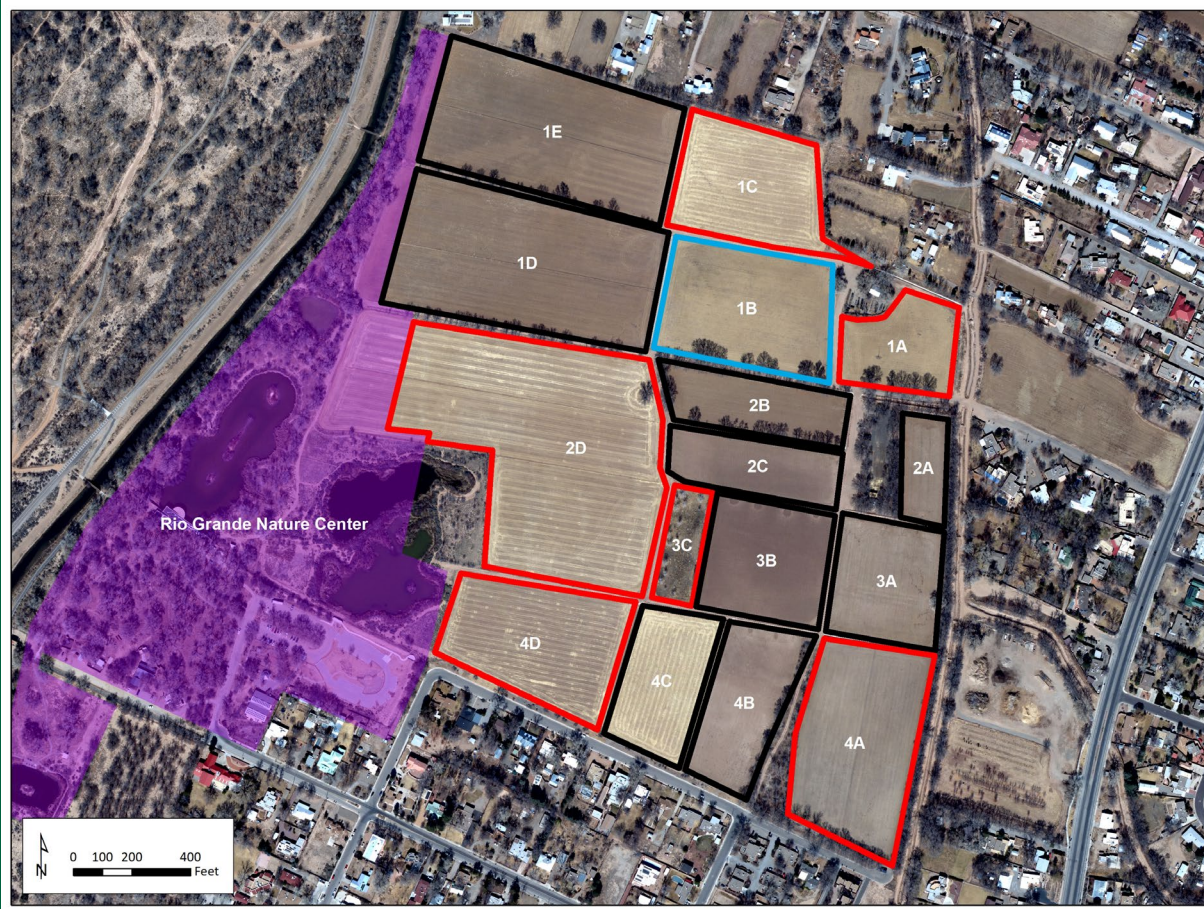 1E
1C
1D
1B
1A
2B
2D
2C
2A
Rio Grande Nature Center
3C
3B
3A
4D
4C
4B
4A
N
0 100 200 400
Feet